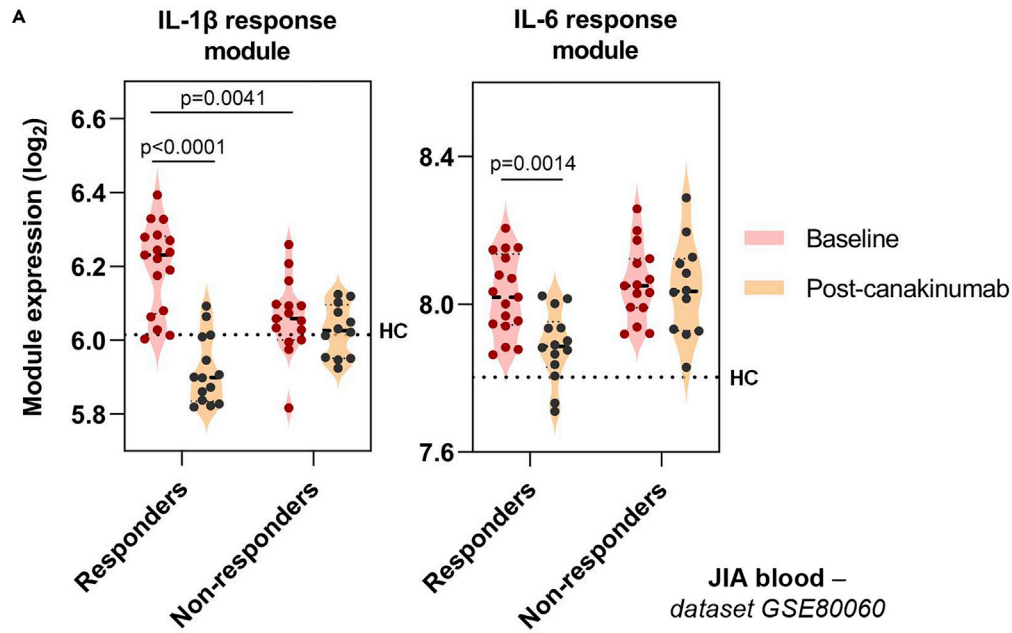 A
IL-1β response
module
IL-6 response
module
Module expression (log2)
6.6
6.4
6.2
6.0
5.8
p=0.0041
p<0.0001
HC
Responders
Non-responders
8.4
8.0
7.6
p=0.0014
HC
Responders
Non-responders
Baseline
Post-canakinumab
JIA blood –
dataset GSE80060